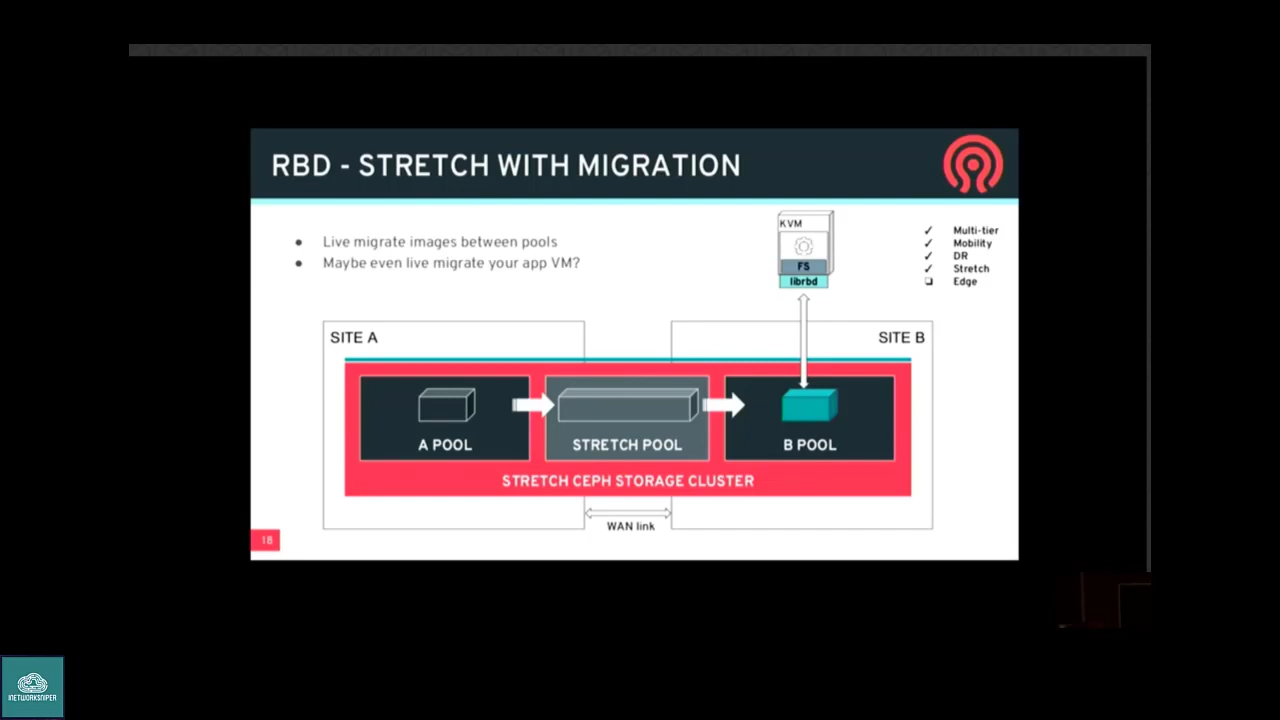 RBD - STRETCH WITH MIGRATION
● Live migrate images between pools
● Maybe even live migrate your app VM?
KVM
FS
librbd
✓ Multi-tier
✓ Mobility
✓ DR
✓ Stretch
❏ Edge
SITE A
SITE B
A POOL
STRETCH POOL
B POOL
STRETCH CEPH STORAGE CLUSTER
WAN link
18
INETWORKSNIPER